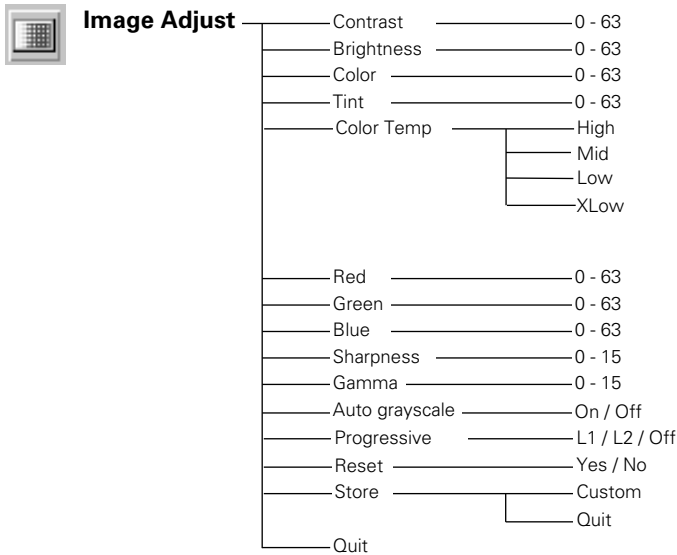 Image Adjust Contrast 0 - 63
Brightness 0 - 63
Color 0 - 63
Tint 0 - 63
Color Temp High
Mid
Low
XLow
Red 0 - 63
Green 0 - 63
Blue 0 - 63
Sharpness 0 - 15
Gamma 0 - 15
Auto grayscale On / Off
Progressive L1 / L2 / Off
Reset Yes / No
Store Custom
Quit
Quit